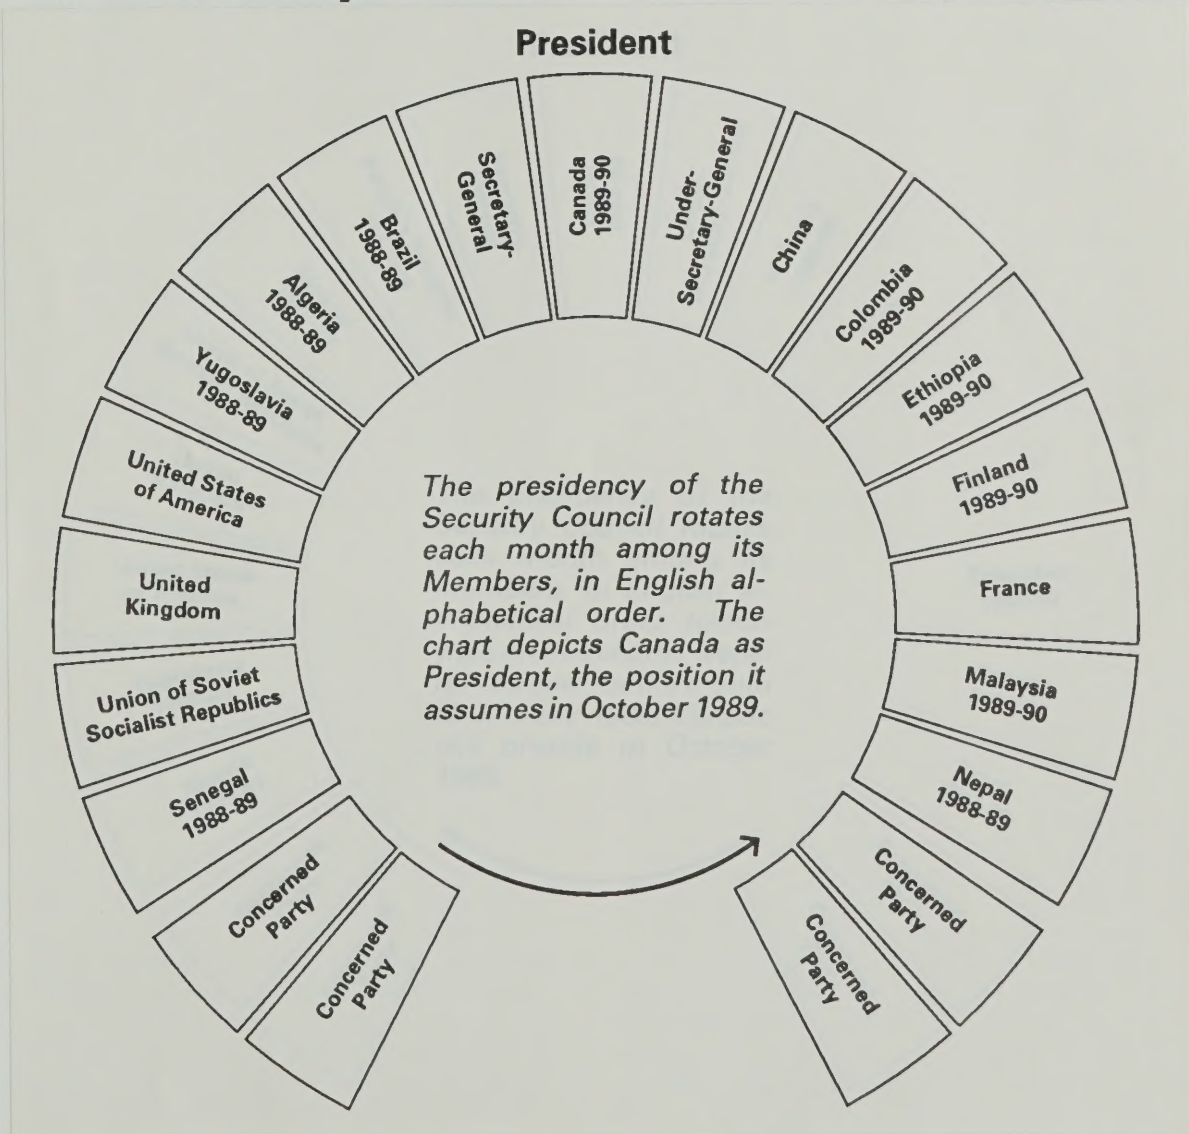 President
Secretary-
General
Canada
1989-90
Under-
Secretary-General
Brazil
1988-89
China
Algeria
1988-89
Colombia
1989-90
Yugoslavia
1988-89
Ethiopia
1989-90
United States
of America
Finland
1989-90
United
Kingdom
France
Union of Soviet
Socialist Republics
Malaysia
1989-90
Senegal
1988-89
Nepal
1988-89
Concerned
Party
Concerned
Party
Concerned
Party
Concerned
Party
The presidency of the
Security Council rotates
each month among its
Members, in English al-
phabetical order. The
chart depicts Canada as
President, the position it
assumes in October 1989.